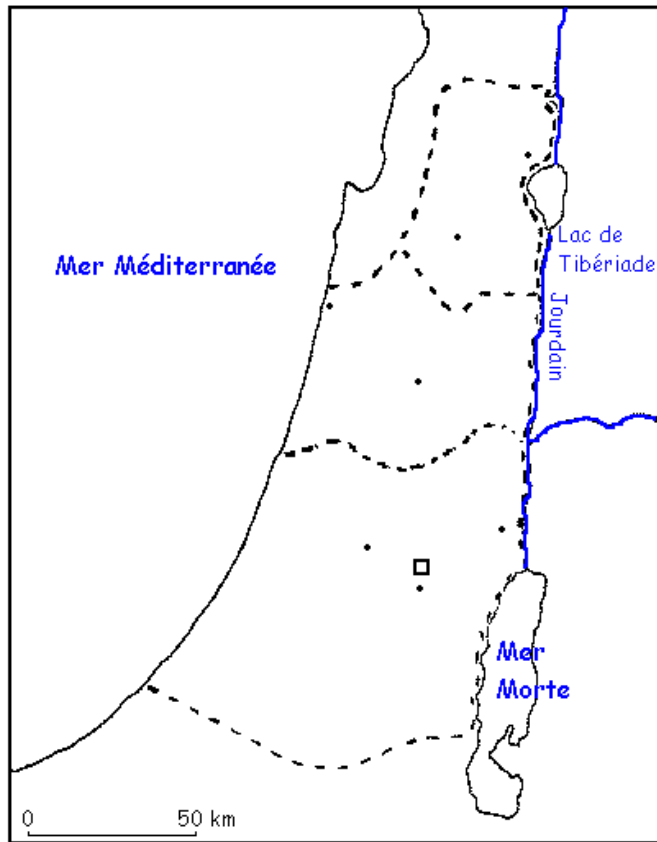 Mer Méditerranée
Lac de
Tibériade
Jourdain
Mer
Morte
0 50 km